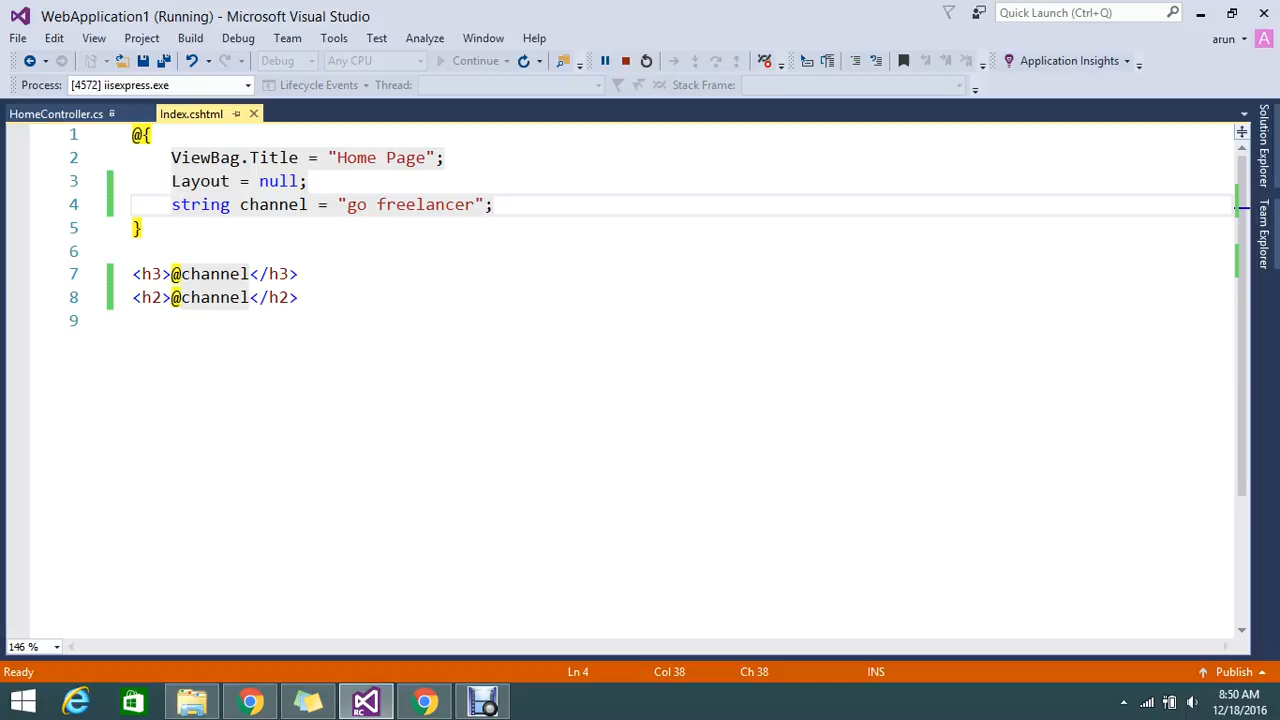 WebApplication1 (Running) - Microsoft Visual Studio
Quick Launch (Ctrl+Q)
File Edit View Project Build Debug Team Tools Test Analyze Window Help
arun A
Debug Any CPU Continue Application Insights
Process: [4572] iisexpress.exe Lifecycle Events Thread: Stack Frame:
HomeController.cs Index.cshtml
1 @{
2 ViewBag.Title = "Home Page";
3 Layout = null;
4 string channel = "go freelancer";
5 }
6
7 <h3>@channel</h3>
8 <h2>@channel</h2>
9
Solution Explorer
Team Explorer
146 %
Ready Ln 4 Col 38 Ch 38 INS Publish
RC
8:50 AM
12/18/2016